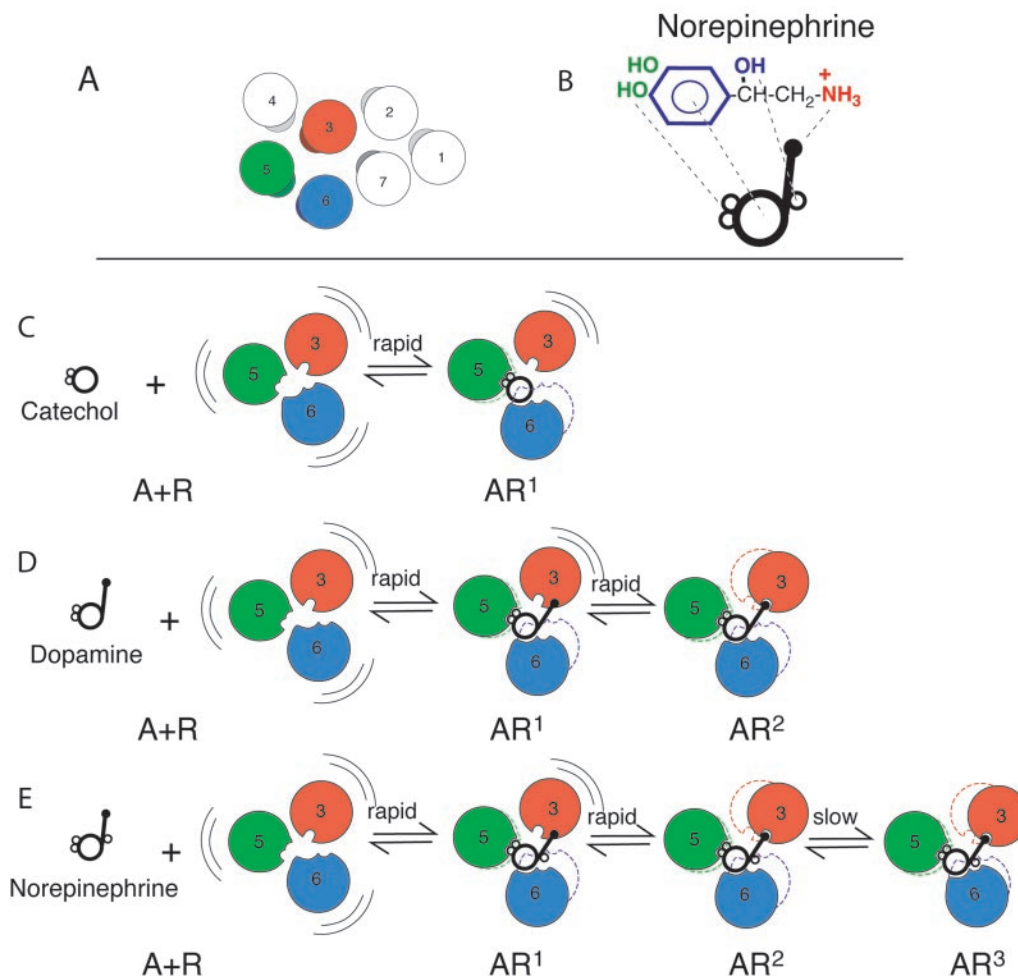 A
4
3
2
1
5
6
7
B
Norepinephrine
HO OH +
HO CH-CH2-NH3
C
Catechol
+
5 3 6
rapid
5 3 6
A+R AR1
D
Dopamine
+
5 3 6
rapid
5 3 6
rapid
5 3 6
A+R AR1 AR2
E
Norepinephrine
+
5 3 6
rapid
5 3 6
rapid
5 3 6
slow
5 3 6
A+R AR1 AR2 AR3